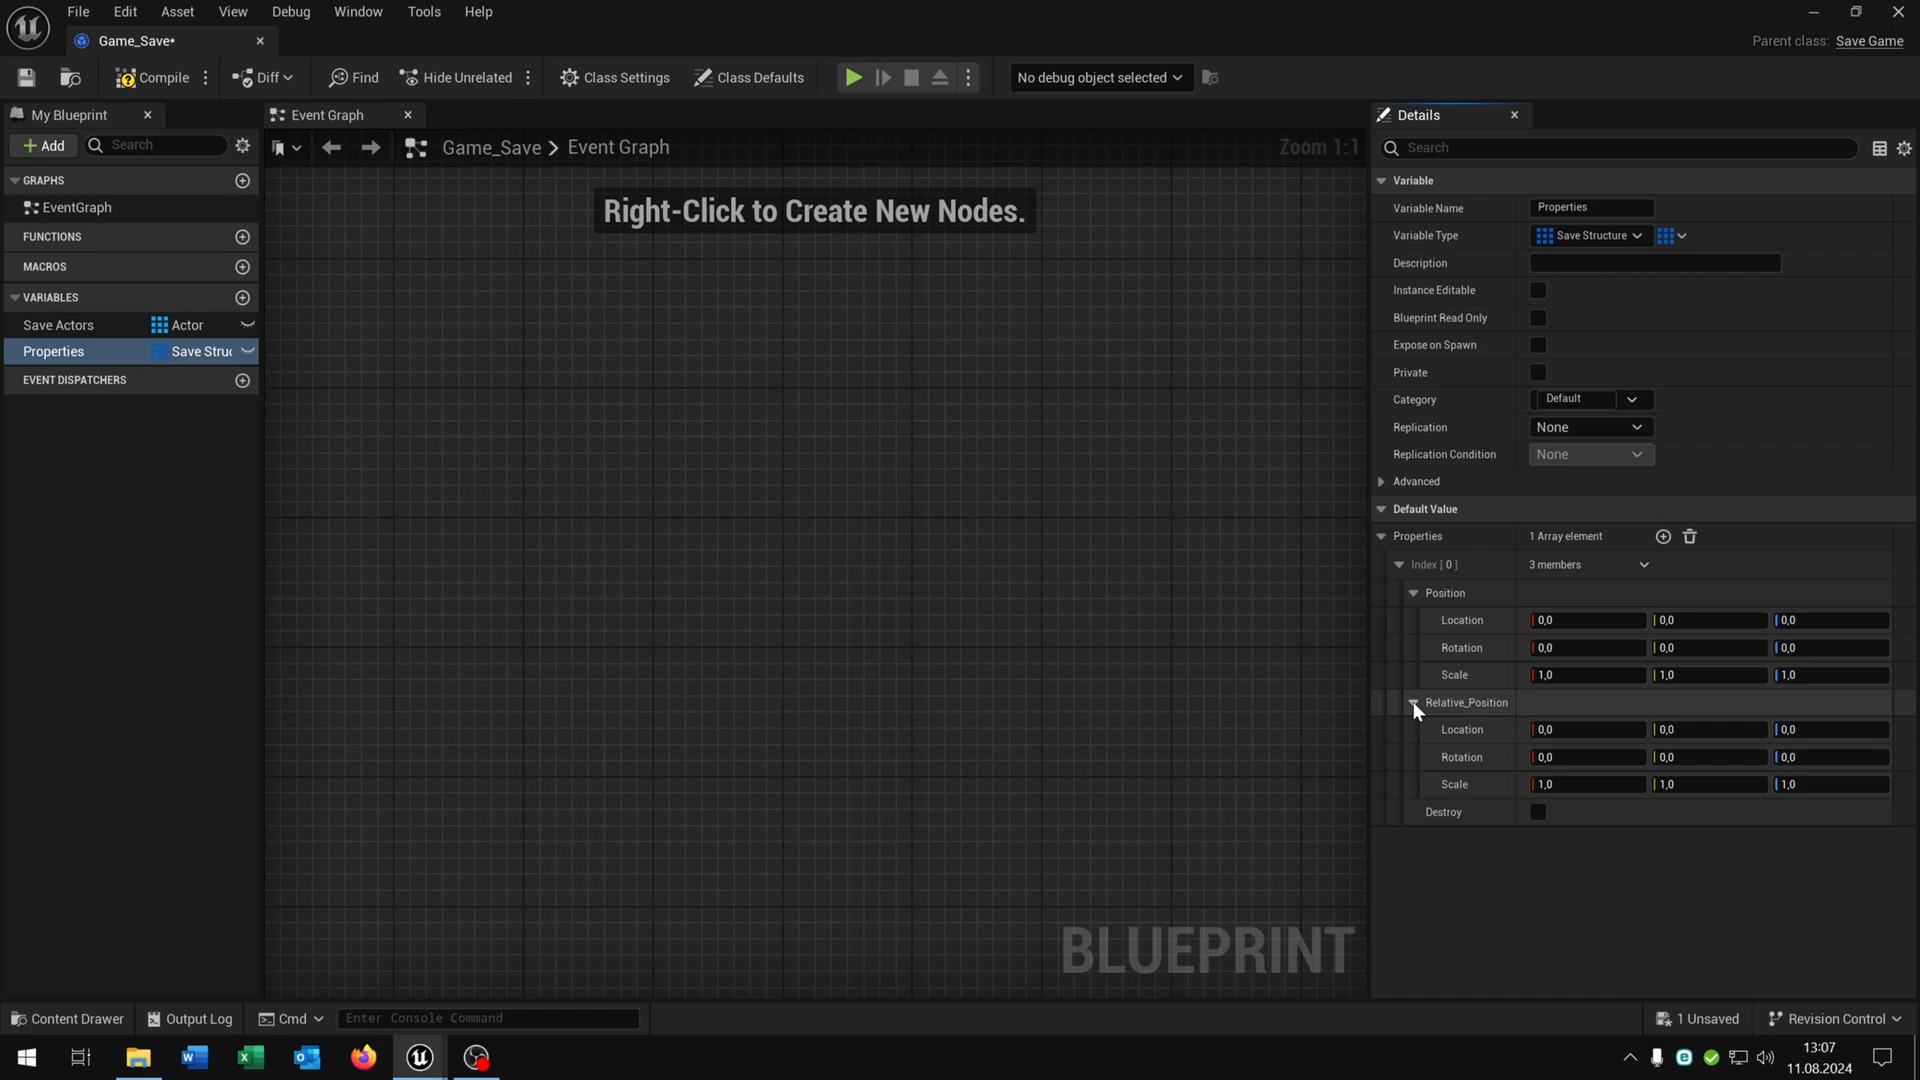 File Edit Asset View Debug Window Tools Help
Game_Save*
Parent class: Save Game
Compile Diff Find Hide Unrelated Class Settings Class Defaults No debug object selected
My Blueprint
Event Graph
Details
Add Search
Game_Save > Event Graph
Zoom 1:1
Search
GRAPHS
EventGraph
FUNCTIONS
MACROS
VARIABLES
Save Actors Actor
Properties Save Struc
EVENT DISPATCHERS
Right-Click to Create New Nodes.
BLUEPRINT
Variable
Variable Name Properties
Variable Type Save Structure
Description
Instance Editable
Blueprint Read Only
Expose on Spawn
Private
Category Default
Replication None
Replication Condition None
Advanced
Default Value
Properties 1 Array element
Index [ 0 ] 3 members
Position
Location 0,0 0,0 0,0
Rotation 0,0 0,0 0,0
Scale 1,0 1,0 1,0
Relative_Position
Location 0,0 0,0 0,0
Rotation 0,0 0,0 0,0
Scale 1,0 1,0 1,0
Destroy
Content Drawer Output Log Cmd Enter Console Command 1 Unsaved Revision Control
13:07
11.08.2024